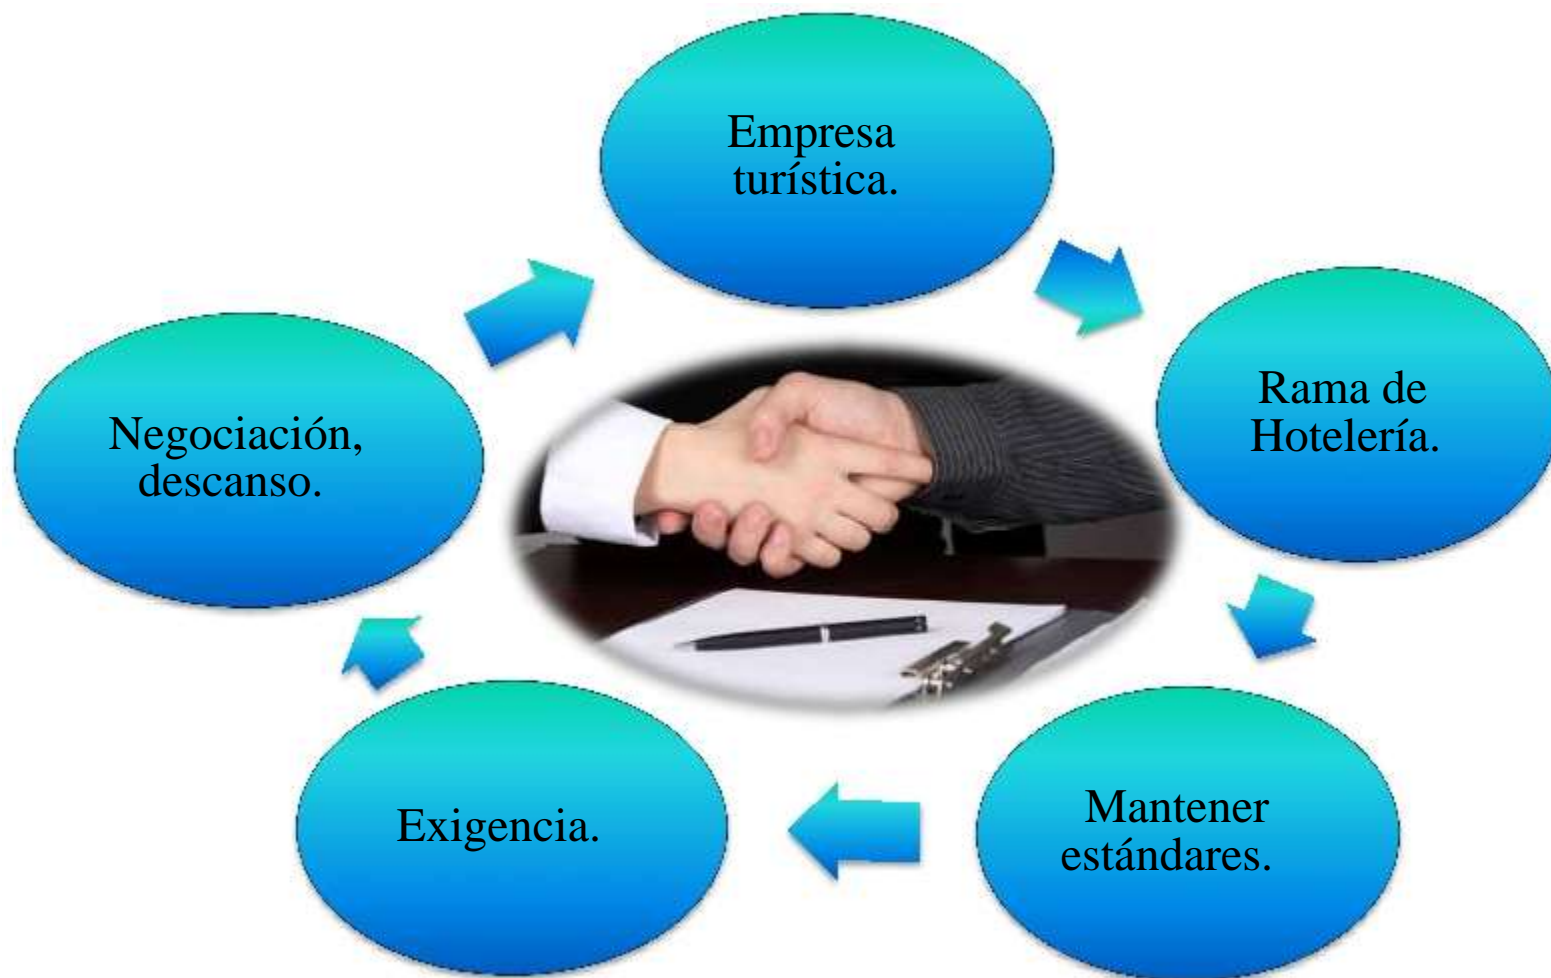 Empresa
turística.
Rama de
Hotelería.
Mantener
estándares.
Exigencia.
Negociación,
descanso.